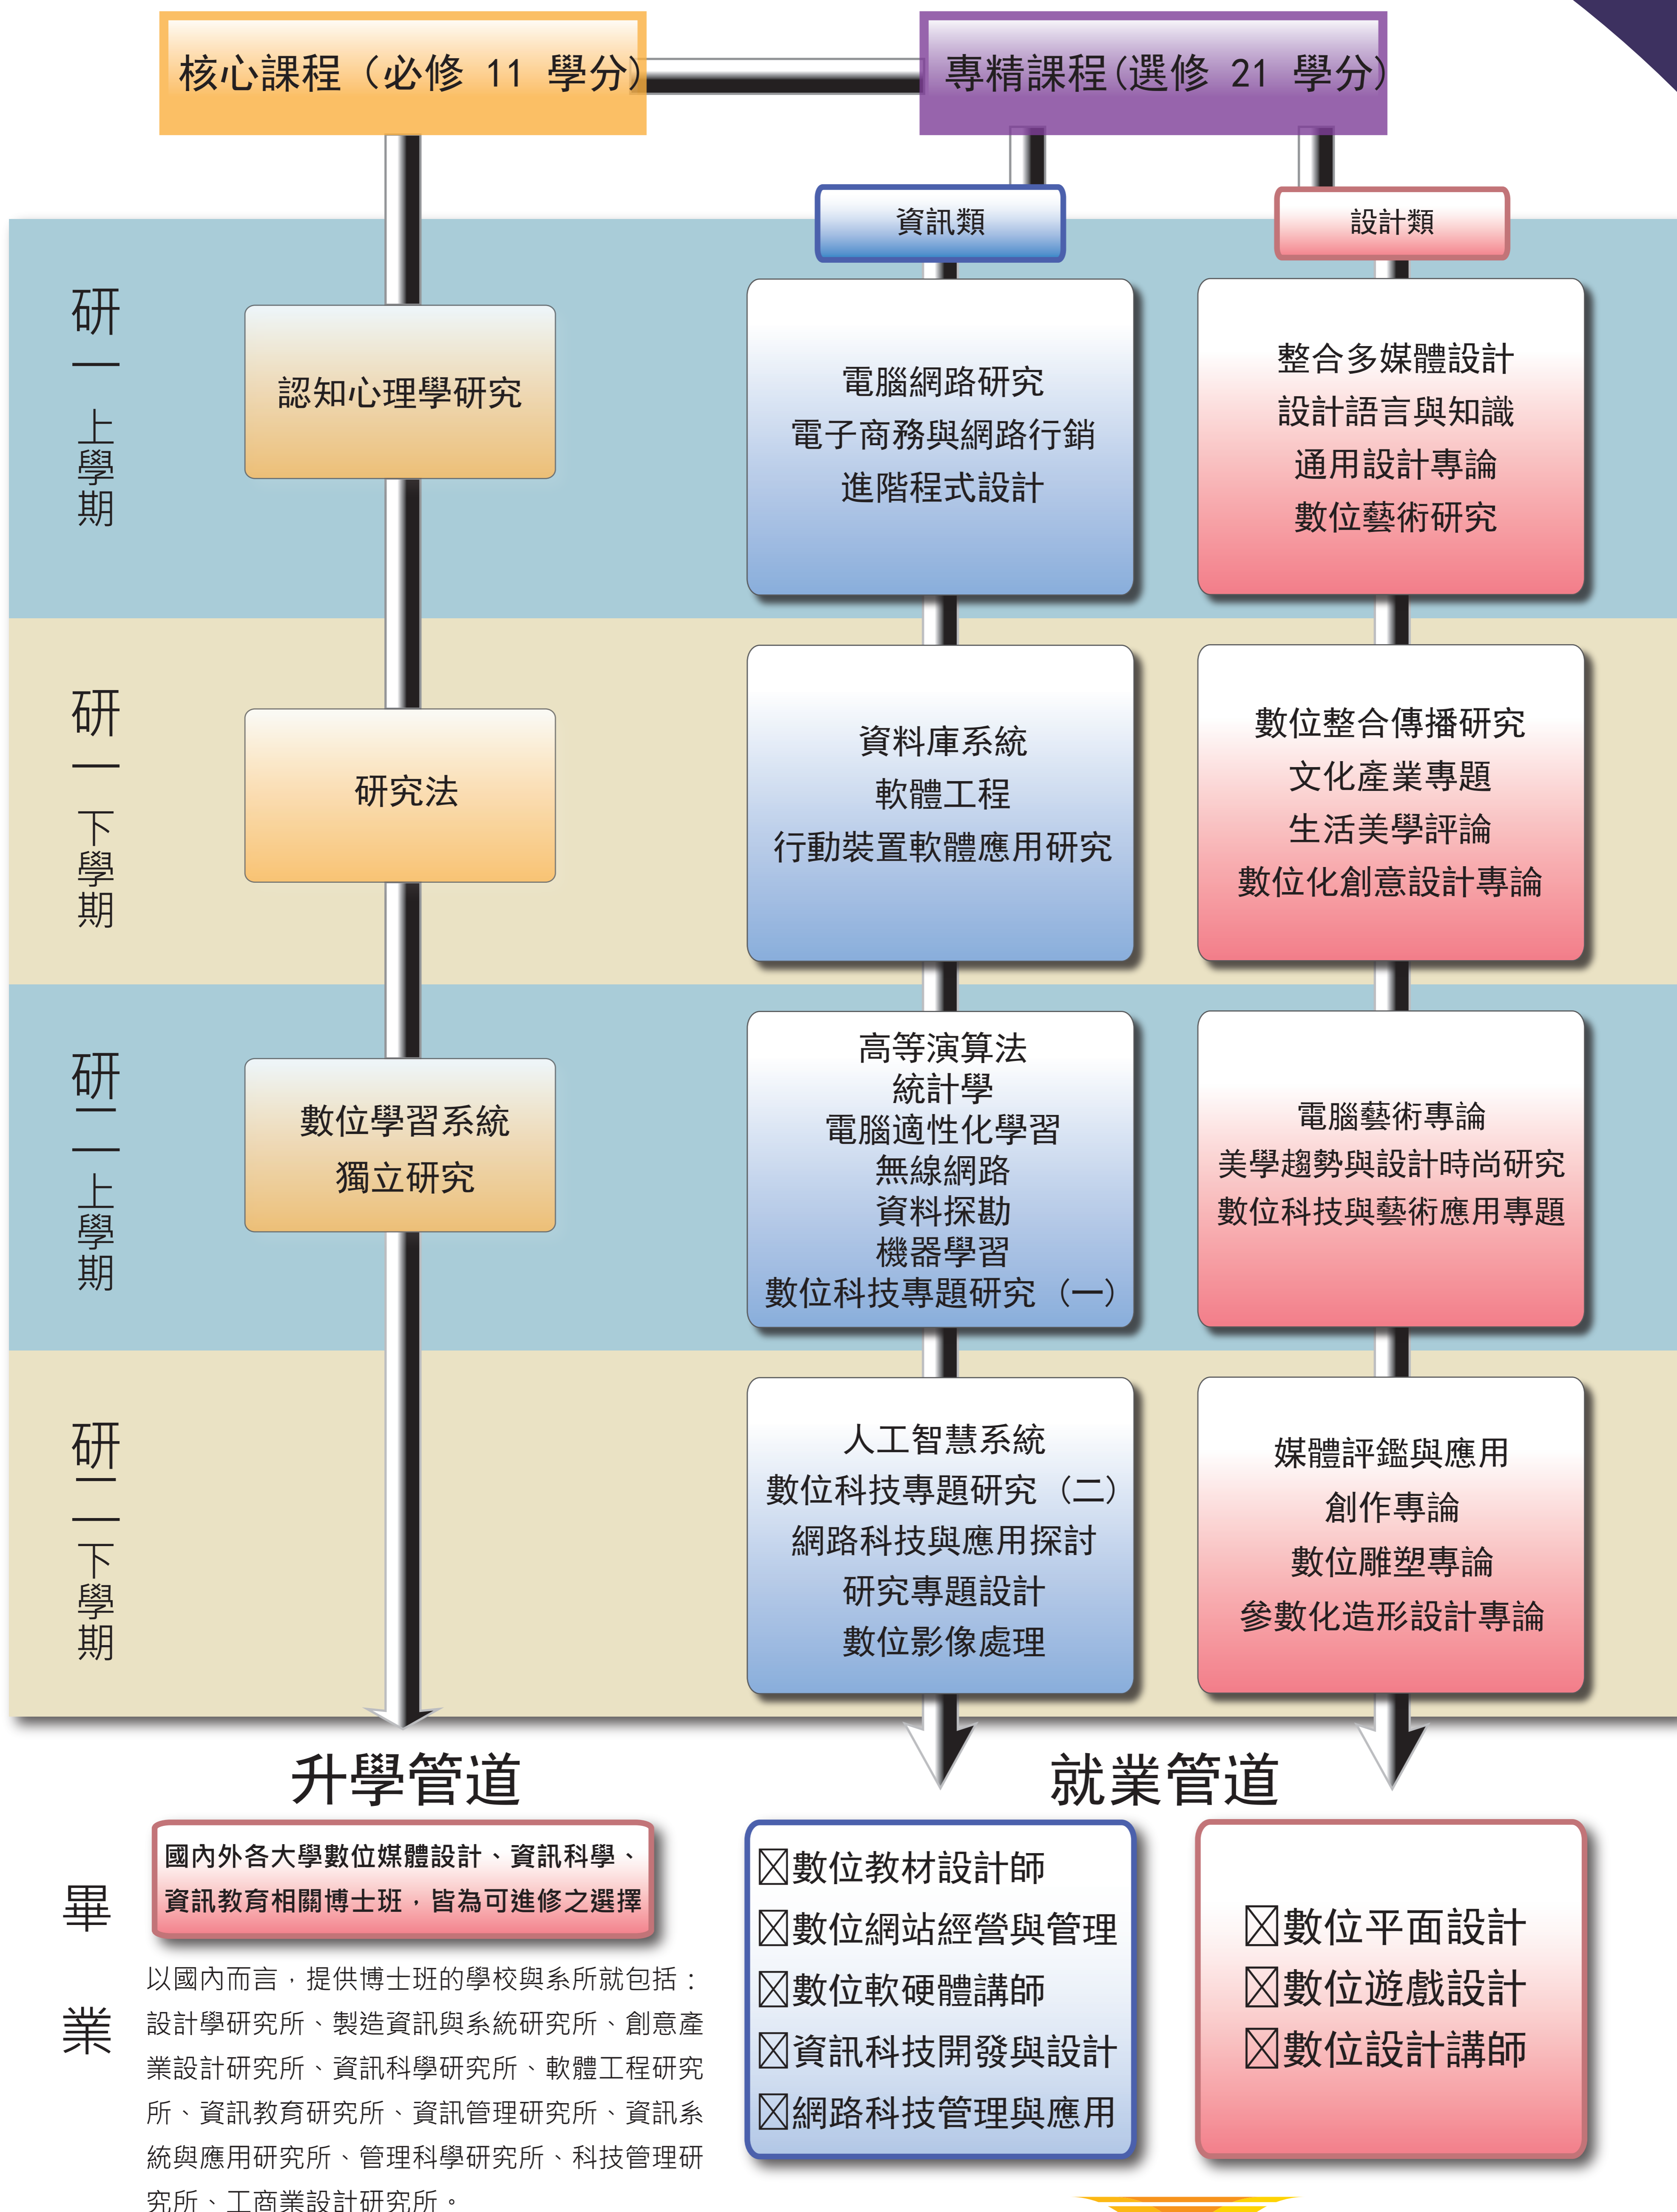 核心課程（必修 11 學分）
專精課程(選修 21 學分)
資訊類
設計類
研一 上學期
認知心理學研究
電腦網路研究
電子商務與網路行銷
進階程式設計
整合多媒體設計
設計語言與知識
通用設計專論
數位藝術研究
研一 下學期
研究法
資料庫系統
軟體工程
行動裝置軟體應用研究
數位整合傳播研究
文化產業專題
生活美學評論
數位化創意設計專論
研二 上學期
數位學習系統
獨立研究
高等演算法
統計學
電腦適性化學習
無線網路
資料探勘
機器學習
數位科技專題研究（一）
電腦藝術專論
美學趨勢與設計時尚研究
數位科技與藝術應用專題
研二 下學期
人工智慧系統
數位科技專題研究（二）
網路科技與應用探討
研究專題設計
數位影像處理
媒體評鑑與應用
創作專論
數位雕塑專論
參數化造形設計專論
升學管道
就業管道
畢業
國內外各大學數位媒體設計、資訊科學、
資訊教育相關博士班，皆為可進修之選擇
以國內而言，提供博士班的學校與系所就包括：
設計學研究所、製造資訊與系統研究所、創意產
業設計研究所、資訊科學研究所、軟體工程研究
所、資訊教育研究所、資訊管理研究所、資訊系
統與應用研究所、管理科學研究所、科技管理研
究所、工商業設計研究所。
數位教材設計師
數位網站經營與管理
數位軟硬體講師
資訊科技開發與設計
網路科技管理與應用
數位平面設計
數位遊戲設計
數位設計講師